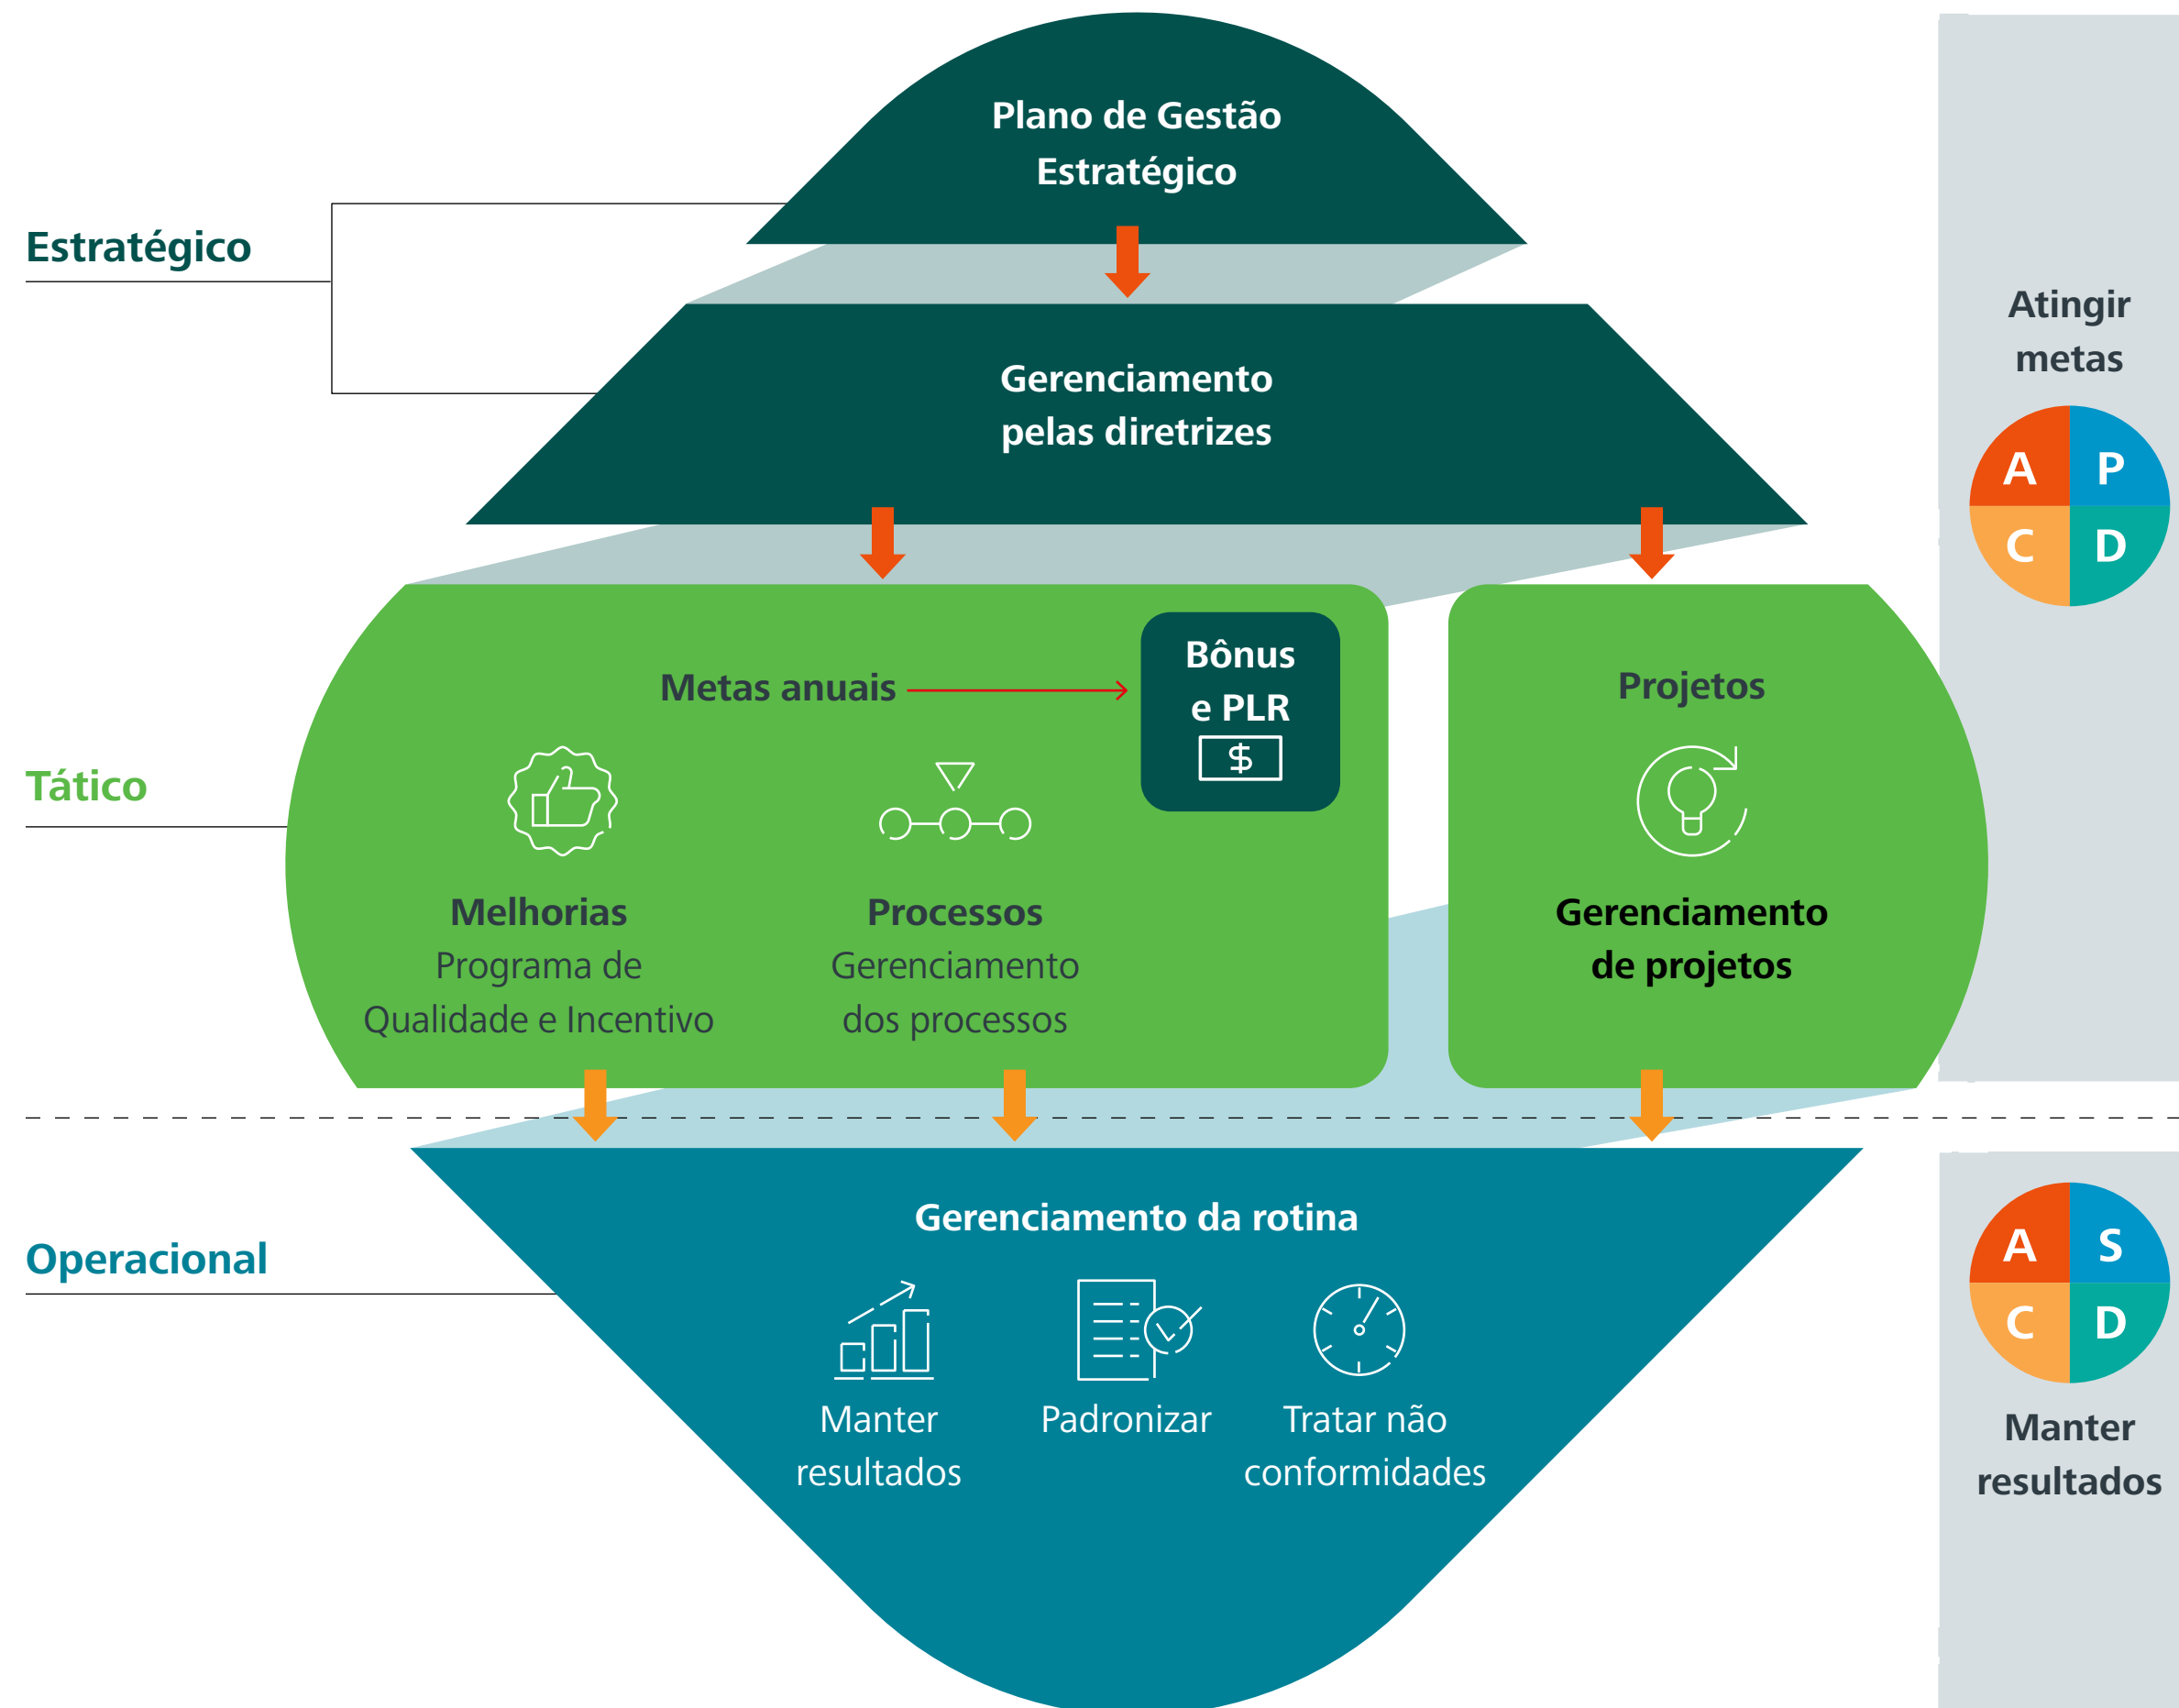 Plano de Gestão
Estratégico
Estratégico
Gerenciamento
pelas diretrizes
Atingir
metas
A P
C D
Metas anuais
Bônus
e PLR
$
Projetos
Tático
Melhorias
Programa de
Qualidade e Incentivo
Processos
Gerenciamento
dos processos
Gerenciamento
de projetos
Operacional
Gerenciamento da rotina
Manter
resultados
Padronizar
Tratar não
conformidades
A S
C D
Manter
resultados